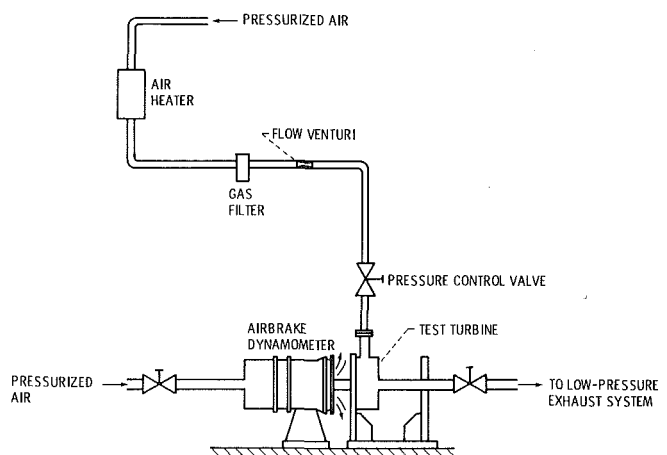 PRESSURIZED AIR
AIR
HEATER
FLOW VENTURI
GAS
FILTER
PRESSURE CONTROL VALVE
AIRBRAKE
DYNAMOMETER
TEST TURBINE
PRESSURIZED
AIR
TO LOW-PRESSURE
EXHAUST SYSTEM